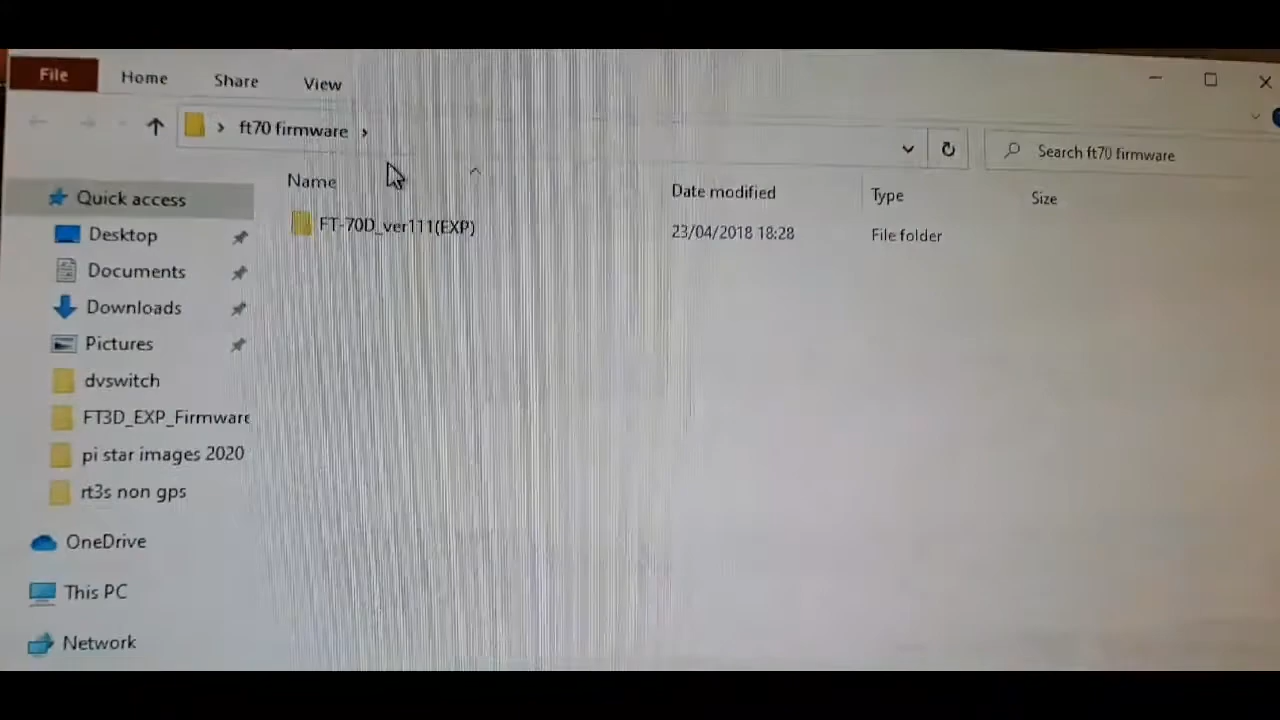 File Home Share View
ft70 firmware
Search ft70 firmware
Name Date modified Type Size
FT-70D_ver111(EXP) 23/04/2018 18:28 File folder
Quick access
Desktop
Documents
Downloads
Pictures
dvswitch
FT3D_EXP_Firmware
pi star images 2020
rt3s non gps
OneDrive
This PC
Network